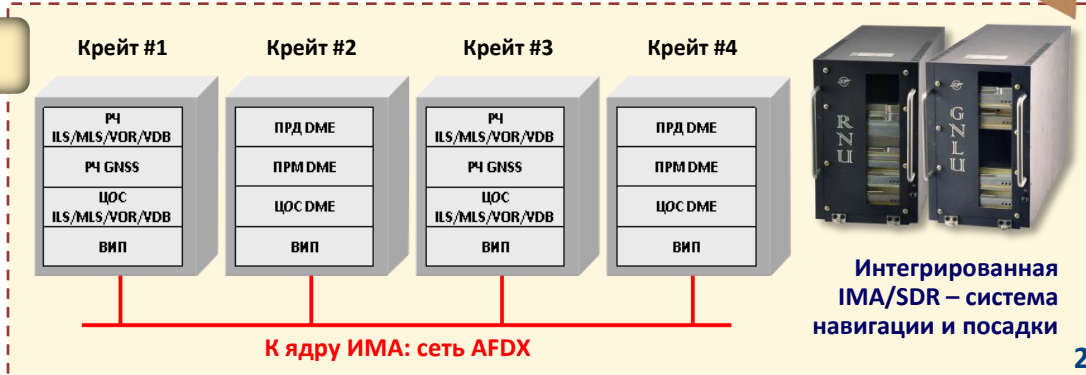 Крейт #1
РЧ
ILS/MLS/VOR/VDB
РЧ GNSS
ЦОС
ILS/MLS/VOR/VDB
ВИП
Крейт #2
ПРД DME
ПРМ DME
ЦОС DME
ВИП
Крейт #3
РЧ
ILS/MLS/VOR/VDB
РЧ GNSS
ЦОС
ILS/MLS/VOR/VDB
ВИП
Крейт #4
ПРД DME
ПРМ DME
ЦОС DME
ВИП
К ядру ИМА: сеть AFDX
RNU
GNLU
Интегрированная
IMA/SDR – система
навигации и посадки
2